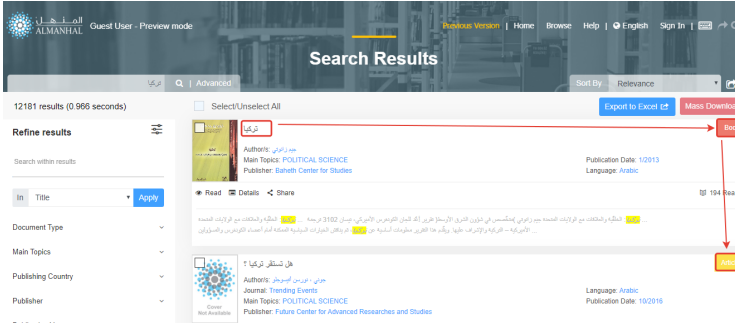 المنهل
ALMANHAL
Guest User - Preview mode
Previous Version | Home Browse Help | English Sign In |
Search Results
تركيا
| Advanced
Sort By Relevance
12181 results (0.966 seconds)
Select/Unselect All
Export to Excel
Mass Downloa
Refine results
Search within results
In Title
Apply
Document Type
Main Topics
Publishing Country
Publisher
تركيا
Boo
Author/s:
Main Topics: POLITICAL SCIENCE
Publisher: Baheth Center for Studies
Publication Date: 1/2013
Language: Arabic
Read Details Share
194 Rea
هل تستقر تركيا ؟
Artic
Author/s:
Journal: Trending Events
Main Topics: POLITICAL SCIENCE
Publisher: Future Center for Advanced Researches and Studies
Language: Arabic
Publication Date: 10/2016
Cover
Not Available